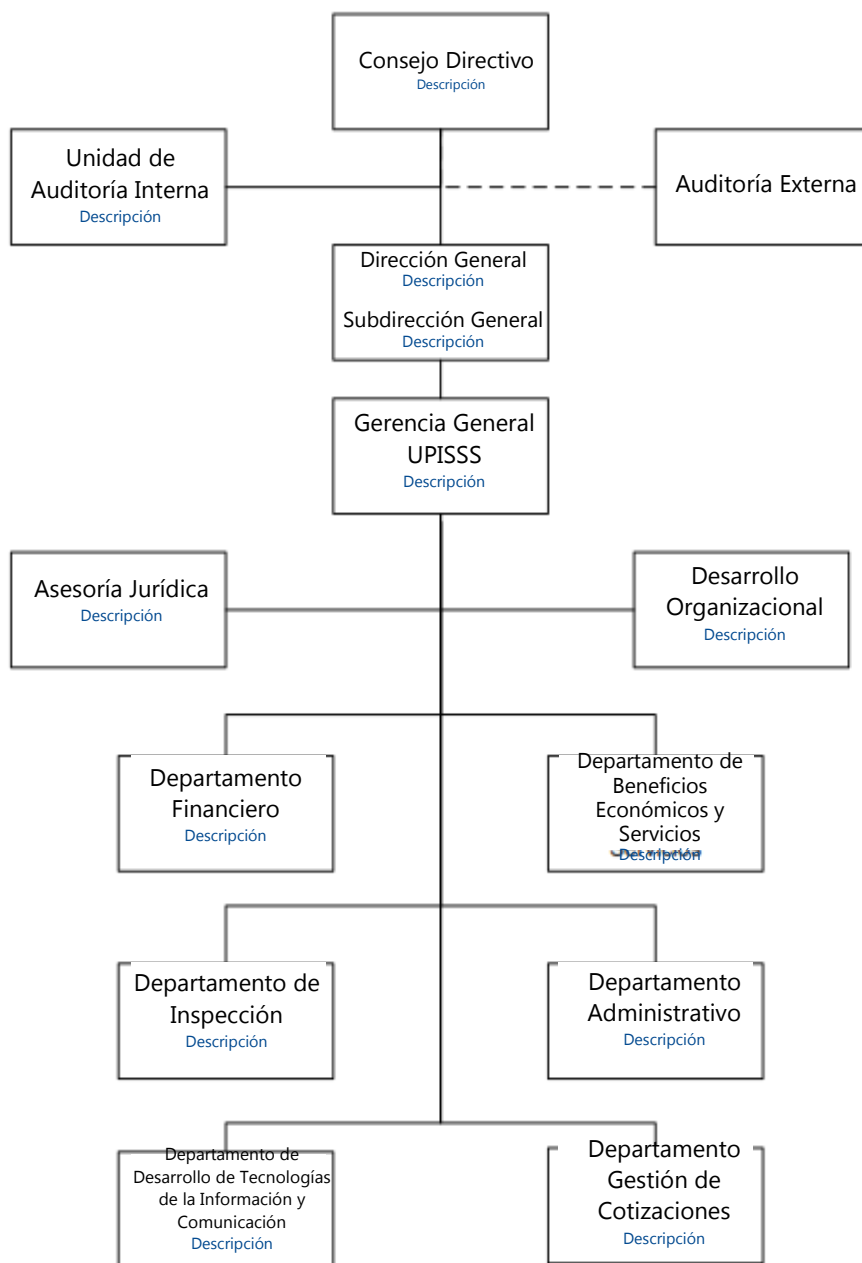 Consejo Directivo
Descripción
Unidad de
Auditoría Interna
Descripción
Auditoría Externa
Dirección General
Descripción
Subdirección General
Descripción
Gerencia General
UPISSS
Descripción
Asesoría Jurídica
Descripción
Desarrollo
Organizacional
Descripción
Departamento
Financiero
Descripción
Departamento de
Beneficios
Económicos y
Servicios
Descripción
Departamento de
Inspección
Descripción
Departamento
Administrativo
Descripción
Departamento de
Desarrollo de Tecnologías
de la Información y
Comunicación
Descripción
Departamento
Gestión de
Cotizaciones
Descripción